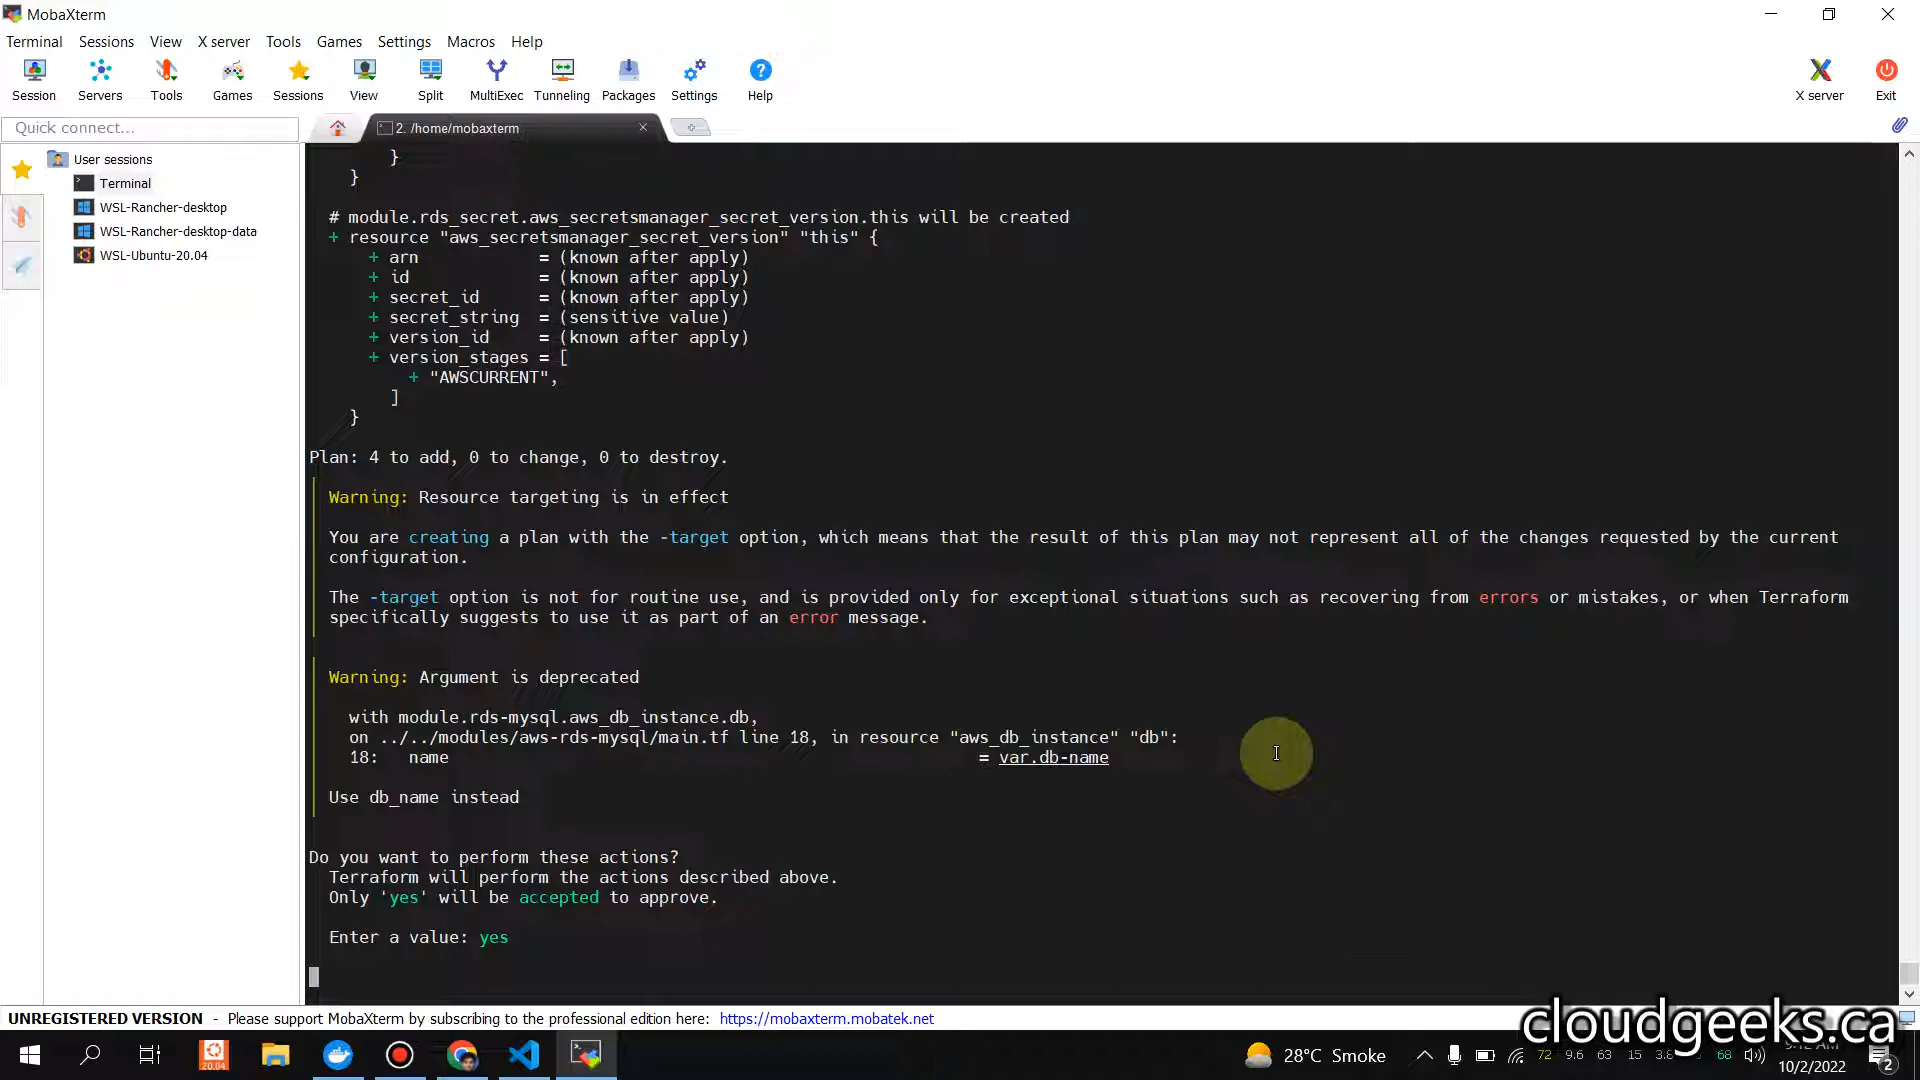 MobaXterm
Terminal Sessions View X server Tools Games Settings Macros Help
Session Servers Tools Games Sessions View Split MultiExec Tunneling Packages Settings Help X server Exit
Quick connect...
2. /home/mobaxterm
User sessions
Terminal
WSL-Rancher-desktop
WSL-Rancher-desktop-data
WSL-Ubuntu-20.04
}
}
# module.rds_secret.aws_secretsmanager_secret_version.this will be created
+ resource "aws_secretsmanager_secret_version" "this" {
+ arn = (known after apply)
+ id = (known after apply)
+ secret_id = (known after apply)
+ secret_string = (sensitive value)
+ version_id = (known after apply)
+ version_stages = [
+ "AWSCURRENT",
]
}
Plan: 4 to add, 0 to change, 0 to destroy.
Warning: Resource targeting is in effect
You are creating a plan with the -target option, which means that the result of this plan may not represent all of the changes requested by the current
configuration.
The -target option is not for routine use, and is provided only for exceptional situations such as recovering from errors or mistakes, or when Terraform
specifically suggests to use it as part of an error message.
Warning: Argument is deprecated
with module.rds-mysql.aws_db_instance.db,
on ../../modules/aws-rds-mysql/main.tf line 18, in resource "aws_db_instance" "db":
18: name = var.db-name
Use db_name instead
Do you want to perform these actions?
Terraform will perform the actions described above.
Only 'yes' will be accepted to approve.
Enter a value: yes
UNREGISTERED VERSION - Please support MobaXterm by subscribing to the professional edition here: https://mobaxterm.mobatek.net
cloudgeeks.ca
20.04
28°C Smoke
72 9.6 63 15 3.8 68
10/2/2022
2